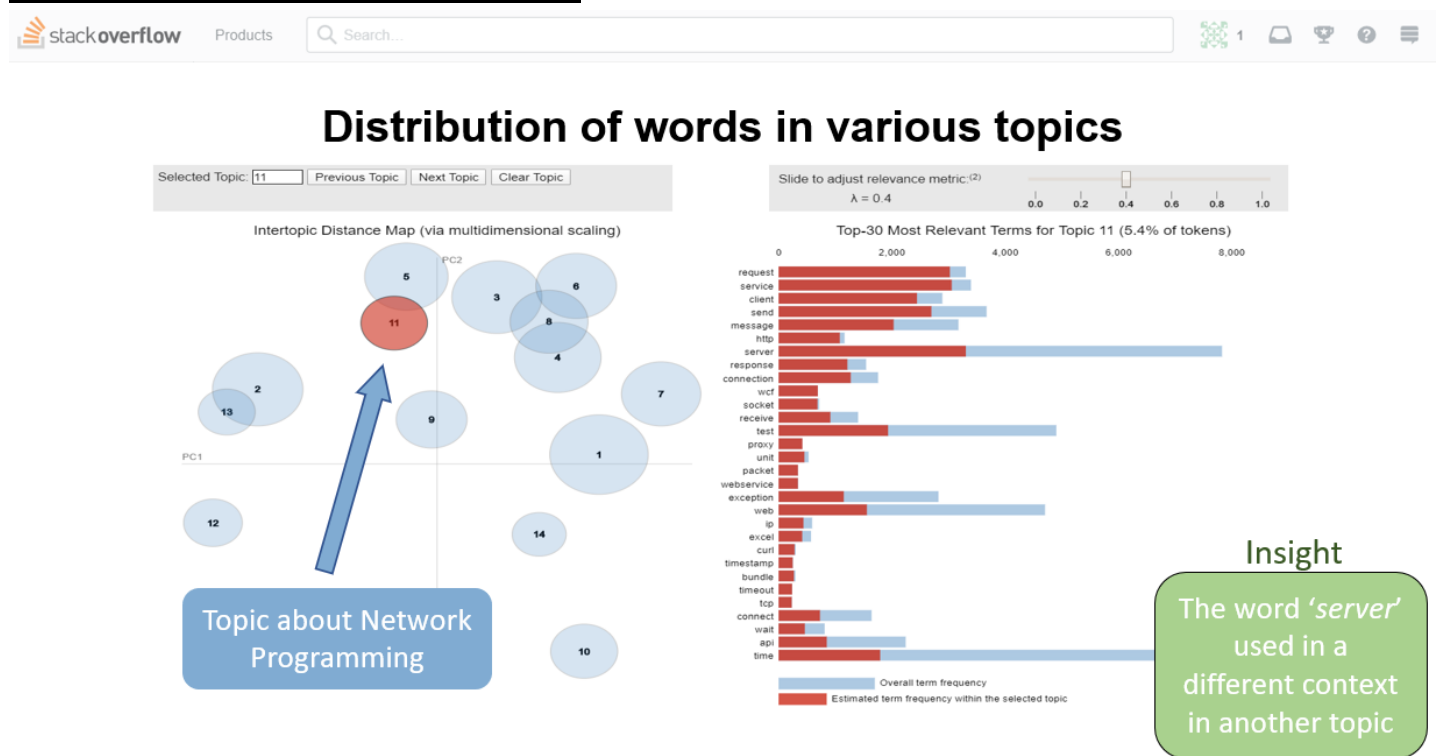 stackoverflow Products Search... 1
Distribution of words in various topics
Selected Topic: 11 Previous Topic Next Topic Clear Topic
Slide to adjust relevance metric:(2)
λ = 0.4
0.0 0.2 0.4 0.6 0.8 1.0
Intertopic Distance Map (via multidimensional scaling)
PC2
5
3
6
11
8
4
2
13
7
9
1
PC1
12
14
10
Topic about Network
Programming
Top-30 Most Relevant Terms for Topic 11 (5.4% of tokens)
0 2,000 4,000 6,000 8,000
request
service
client
send
message
http
server
response
connection
wcf
socket
receive
test
proxy
unit
packet
webservice
exception
web
ip
excel
curl
timestamp
bundle
timeout
tcp
connect
wait
api
time
Overall term frequency
Estimated term frequency within the selected topic
Insight
The word ‘server’
used in a
different context
in another topic